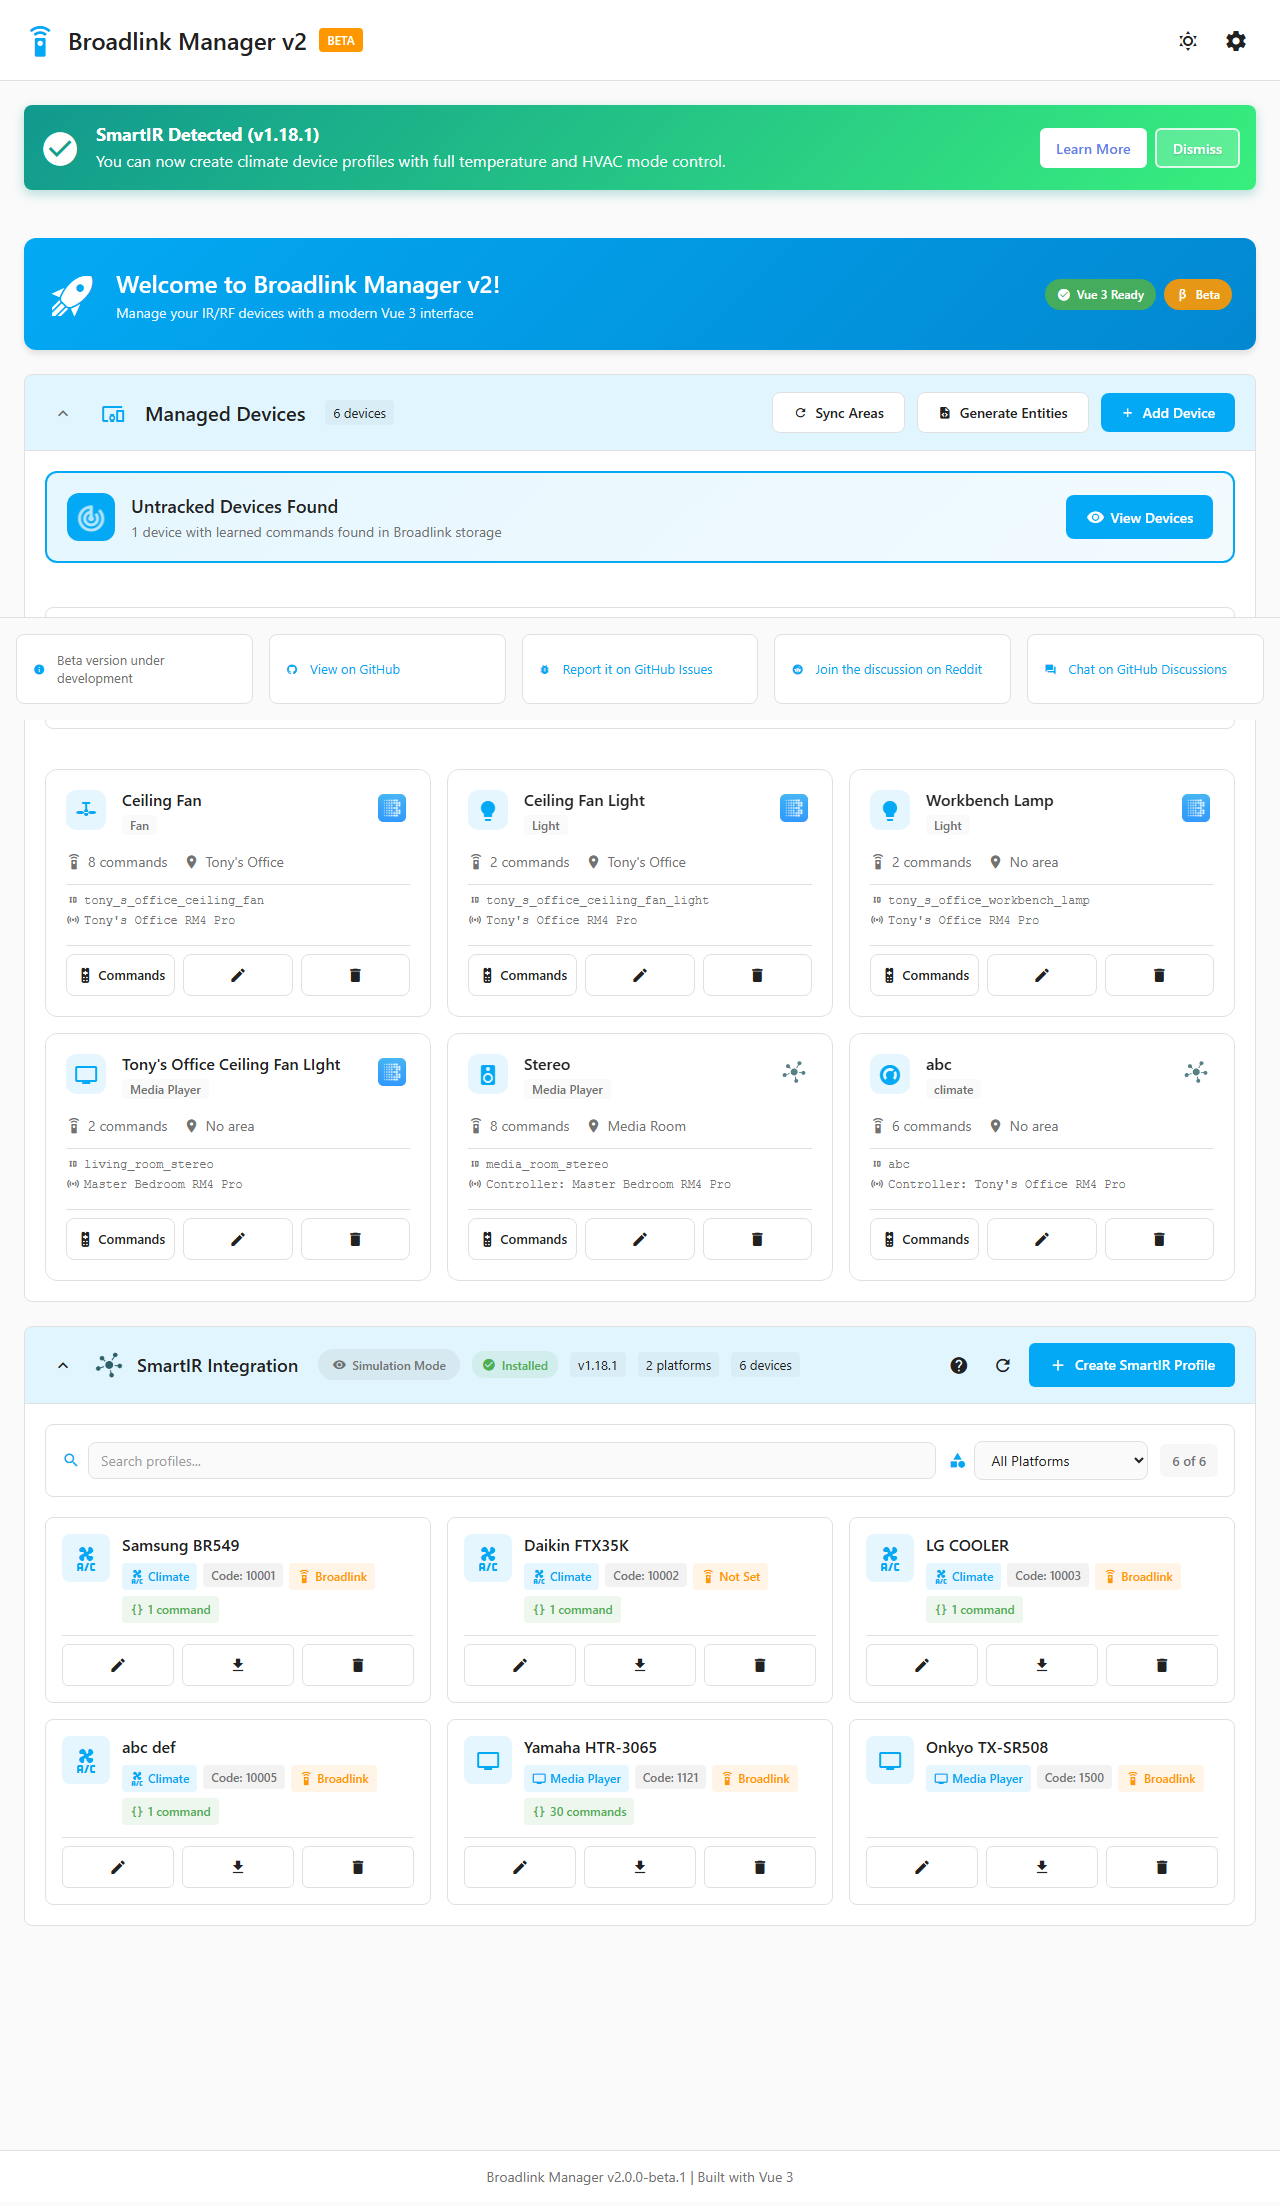 Broadlink Manager v2 BETA
SmartIR Detected (v1.18.1)
You can now create climate device profiles with full temperature and HVAC mode control.
Learn More
Dismiss
Welcome to Broadlink Manager v2!
Manage your IR/RF devices with a modern Vue 3 interface
Vue 3 Ready
β Beta
Managed Devices
6 devices
Sync Areas
Generate Entities
Add Device
Untracked Devices Found
1 device with learned commands found in Broadlink storage
View Devices
Beta version under
development
View on GitHub
Report it on GitHub Issues
Join the discussion on Reddit
Chat on GitHub Discussions
Ceiling Fan
Fan
8 commands
Tony's Office
ID tony_s_office_ceiling_fan
Tony's Office RM4 Pro
Commands
Ceiling Fan Light
Light
2 commands
Tony's Office
ID tony_s_office_ceiling_fan_light
Tony's Office RM4 Pro
Commands
Workbench Lamp
Light
2 commands
No area
ID tony_s_office_workbench_lamp
Tony's Office RM4 Pro
Commands
Tony's Office Ceiling Fan LIght
Media Player
2 commands
No area
ID living_room_stereo
Master Bedroom RM4 Pro
Commands
Stereo
Media Player
8 commands
Media Room
ID media_room_stereo
Controller: Master Bedroom RM4 Pro
Commands
abc
climate
6 commands
No area
ID abc
Controller: Tony's Office RM4 Pro
Commands
SmartIR Integration
Simulation Mode
Installed
v1.18.1
2 platforms
6 devices
Create SmartIR Profile
Search profiles...
All Platforms
6 of 6
A/C
Samsung BR549
A/C Climate
Code: 10001
Broadlink
{} 1 command
A/C
Daikin FTX35K
A/C Climate
Code: 10002
Not Set
{} 1 command
A/C
LG COOLER
A/C Climate
Code: 10003
Broadlink
{} 1 command
A/C
abc def
A/C Climate
Code: 10005
Broadlink
{} 1 command
Yamaha HTR-3065
Media Player
Code: 1121
Broadlink
{} 30 commands
Onkyo TX-SR508
Media Player
Code: 1500
Broadlink
Broadlink Manager v2.0.0-beta.1 | Built with Vue 3